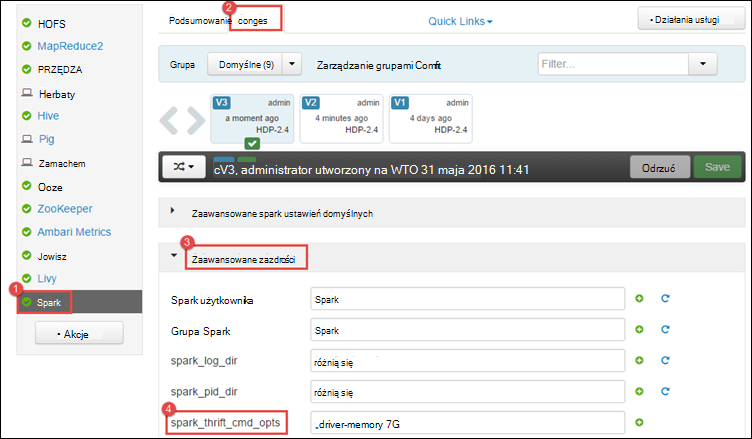 HOFS
MapReduce2
PRZĘDZA
Herbaty
Hive
Pig
Zamachem
Ooze
ZooKeeper
Ambari Metrics
Jowisz
Livy
1
Spark
• Akcje
2
Podsumowanie conges
Quick Links
• Działania usługi
Grupa
Domyślne (9)
Zarządzanie grupami Comfit
Filter...
V3 admin
a moment ago
HDP-2.4
V2 admin
4 minutes ago
HDP-2.4
V1 admin
4 days ago
HDP-2.4
cV3, administrator utworzony na WTO 31 maja 2016 11:41
Odrzuć
Save
Zaawansowane spark ustawień domyślnych
3
Zaawansowane zazdrości
Spark użytkownika Spark
Grupa Spark Spark
spark_log_dir różnią się
spark_pid_dir różnią się
4
spark_thrift_cmd_opts „driver-memory 7G